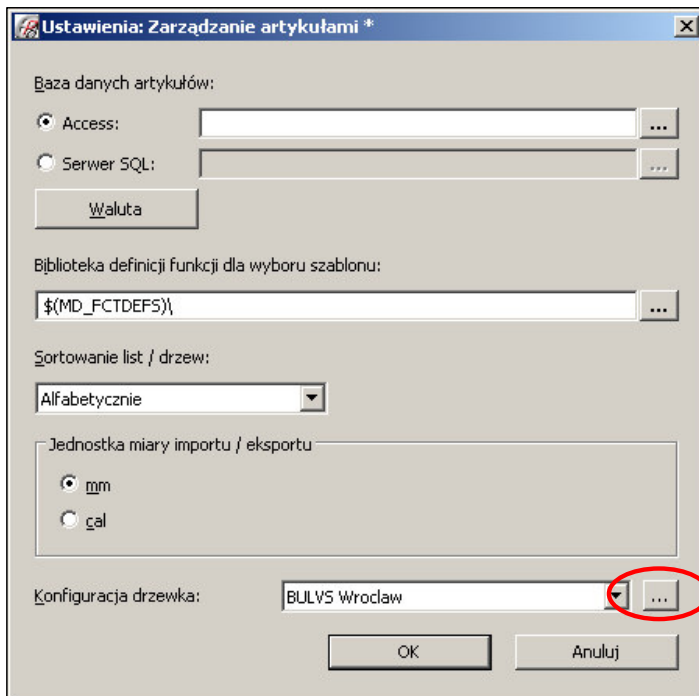 Ustawienia: Zarządzanie artykułami *
Baza danych artykułów:
Access:
...
Serwer SQL:
...
Waluta
Biblioteka definicji funkcji dla wyboru szablonu:
$(MD_FCTDEFS)\
...
Sortowanie list / drzew:
Alfabetycznie
Jednostka miary importu / eksportu
mm
cal
Konfiguracja drzewka:
BULVS Wroclaw
...
OK
Anuluj